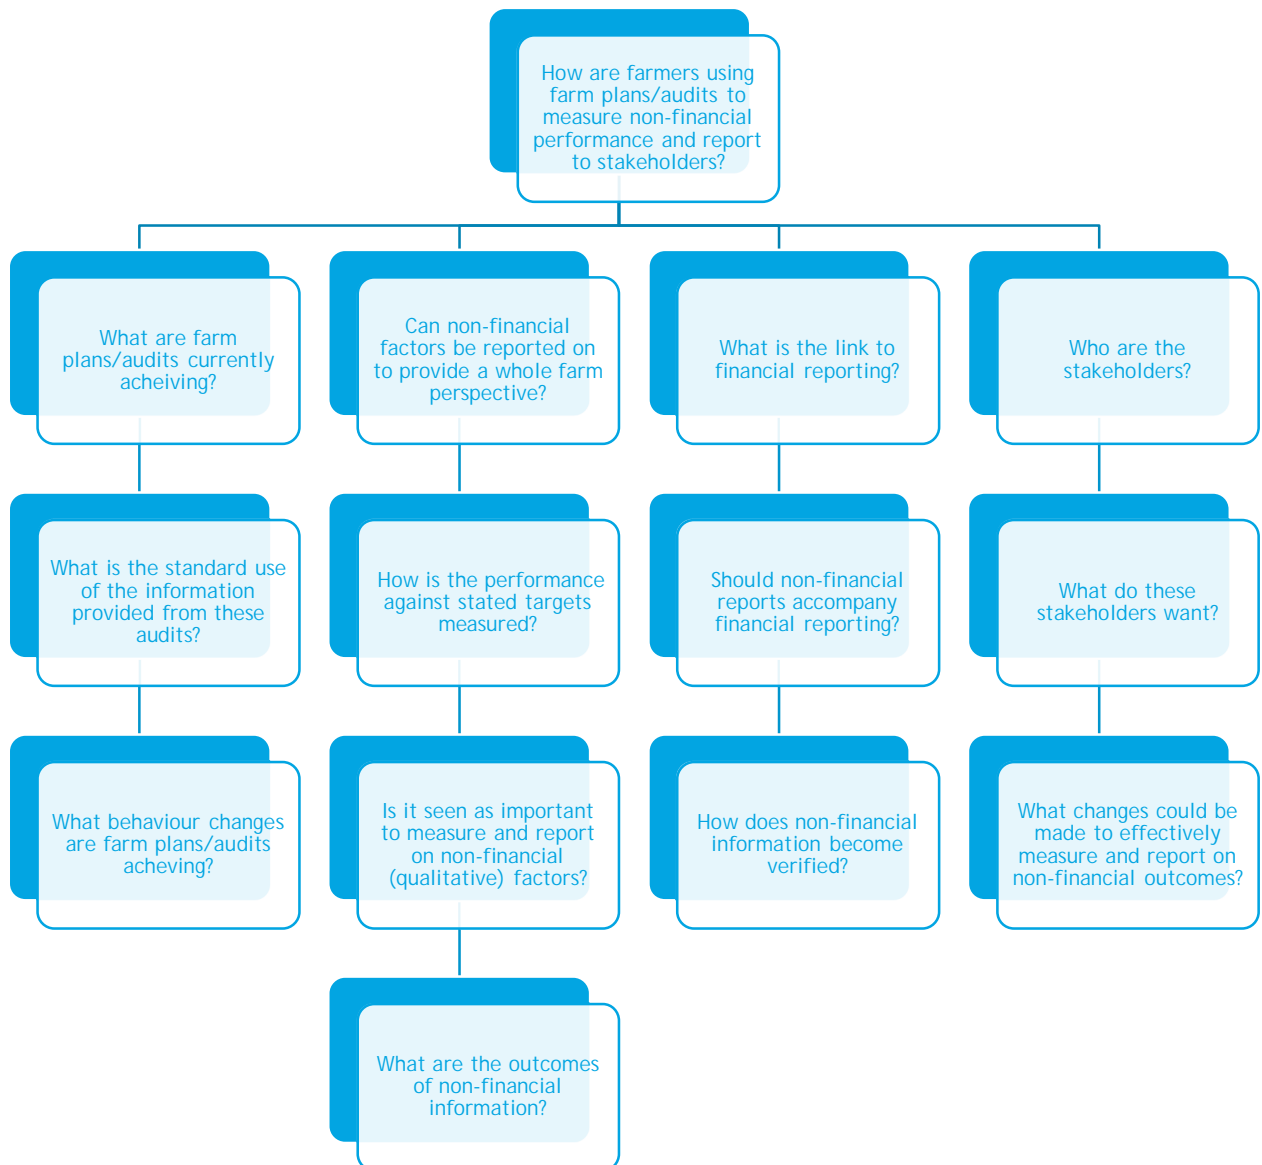 How are farmers using
farm plans/audits to
measure non-financial
performance and report
to stakeholders?
What are farm
plans/audits currently
acheiving?
Can non-financial
factors be reported on
to provide a whole farm
perspective?
What is the link to
financial reporting?
Who are the
stakeholders?
What is the standard use
of the information
provided from these
audits?
How is the performance
against stated targets
measured?
Should non-financial
reports accompany
financial reporting?
What do these
stakeholders want?
What behaviour changes
are farm plans/audits
acheving?
Is it seen as important
to measure and report
on non-financial
(qualitative) factors?
How does non-financial
information become
verified?
What changes could be
made to effectively
measure and report on
non-financial outcomes?
What are the outcomes
of non-financial
information?